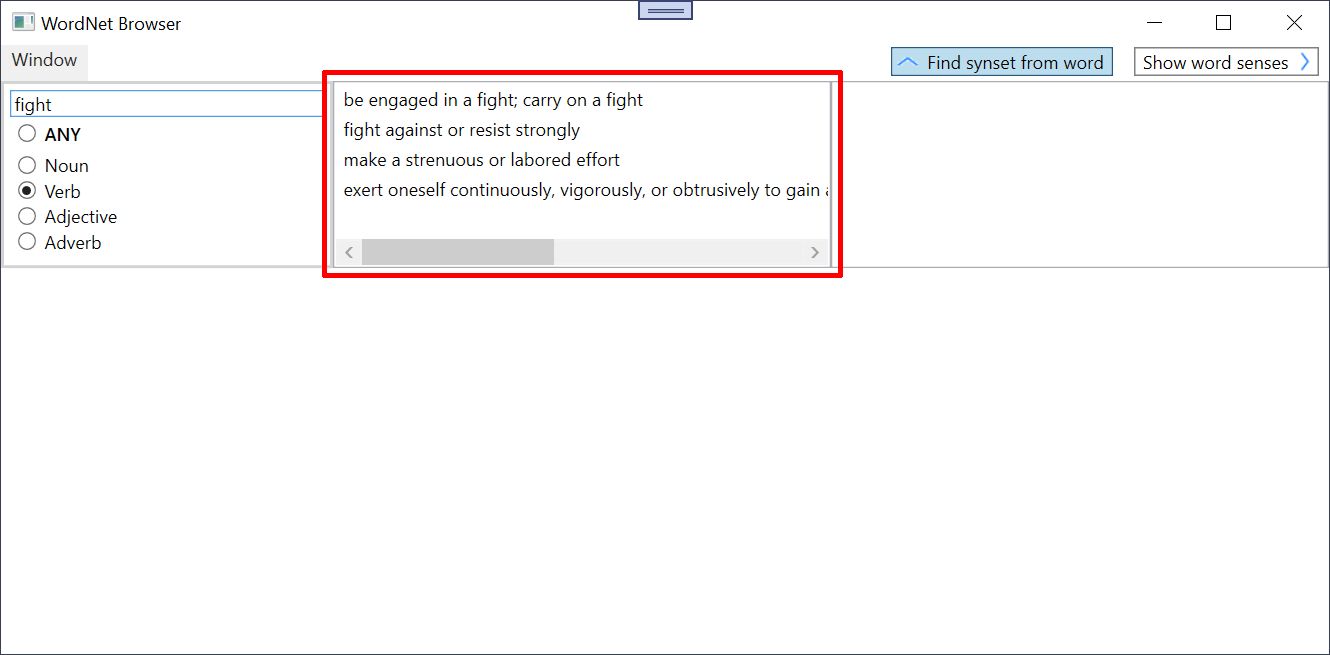 WordNet Browser
Window
Find synset from word
Show word senses
fight
ANY
Noun
Verb
Adjective
Adverb
be engaged in a fight; carry on a fight
fight against or resist strongly
make a strenuous or labored effort
exert oneself continuously, vigorously, or obtrusively to gain